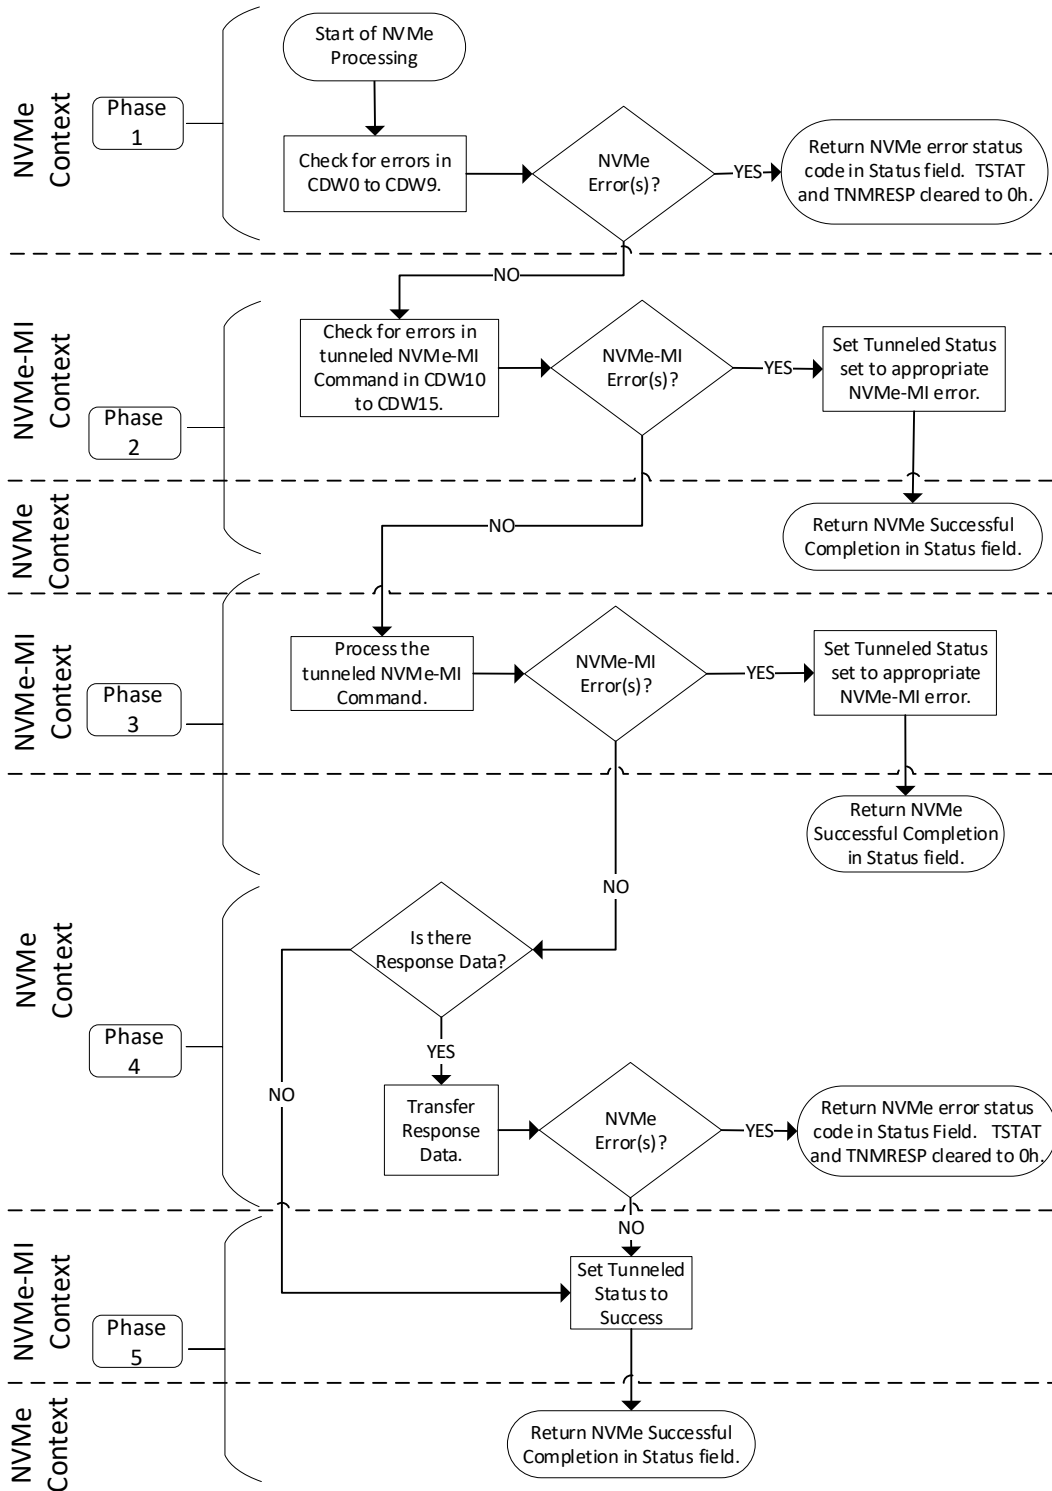 NVMe
Context
Phase
1
Start of NVMe
Processing
Check for errors in
CDW0 to CDW9.
NVMe
Error(s)?
YES
Return NVMe error status
code in Status field.  TSTAT
and TNMRESP cleared to 0h.
NO
NVMe-MI
Context
Phase
2
Check for errors in
tunneled NVMe-MI
Command in CDW10
to CDW15.
NVMe-MI
Error(s)?
YES
Set Tunneled Status
set to appropriate
NVMe-MI error.
NVMe
Context
NO
Return NVMe Successful
Completion in Status field.
NVMe-MI
Context
Phase
3
Process the
tunneled NVMe-MI
Command.
NVMe-MI
Error(s)?
YES
Set Tunneled Status
set to appropriate
NVMe-MI error.
Return NVMe
Successful Completion
in Status field.
NO
NVMe
Context
Phase
4
Is there
Response Data?
YES
NO
Transfer
Response
Data.
NVMe
Error(s)?
YES
Return NVMe error status
code in Status Field.   TSTAT
and TNMRESP cleared to 0h.
NO
NVMe-MI
Context
Phase
5
Set Tunneled
Status to
Success
NVMe
Context
Return NVMe Successful
Completion in Status field.